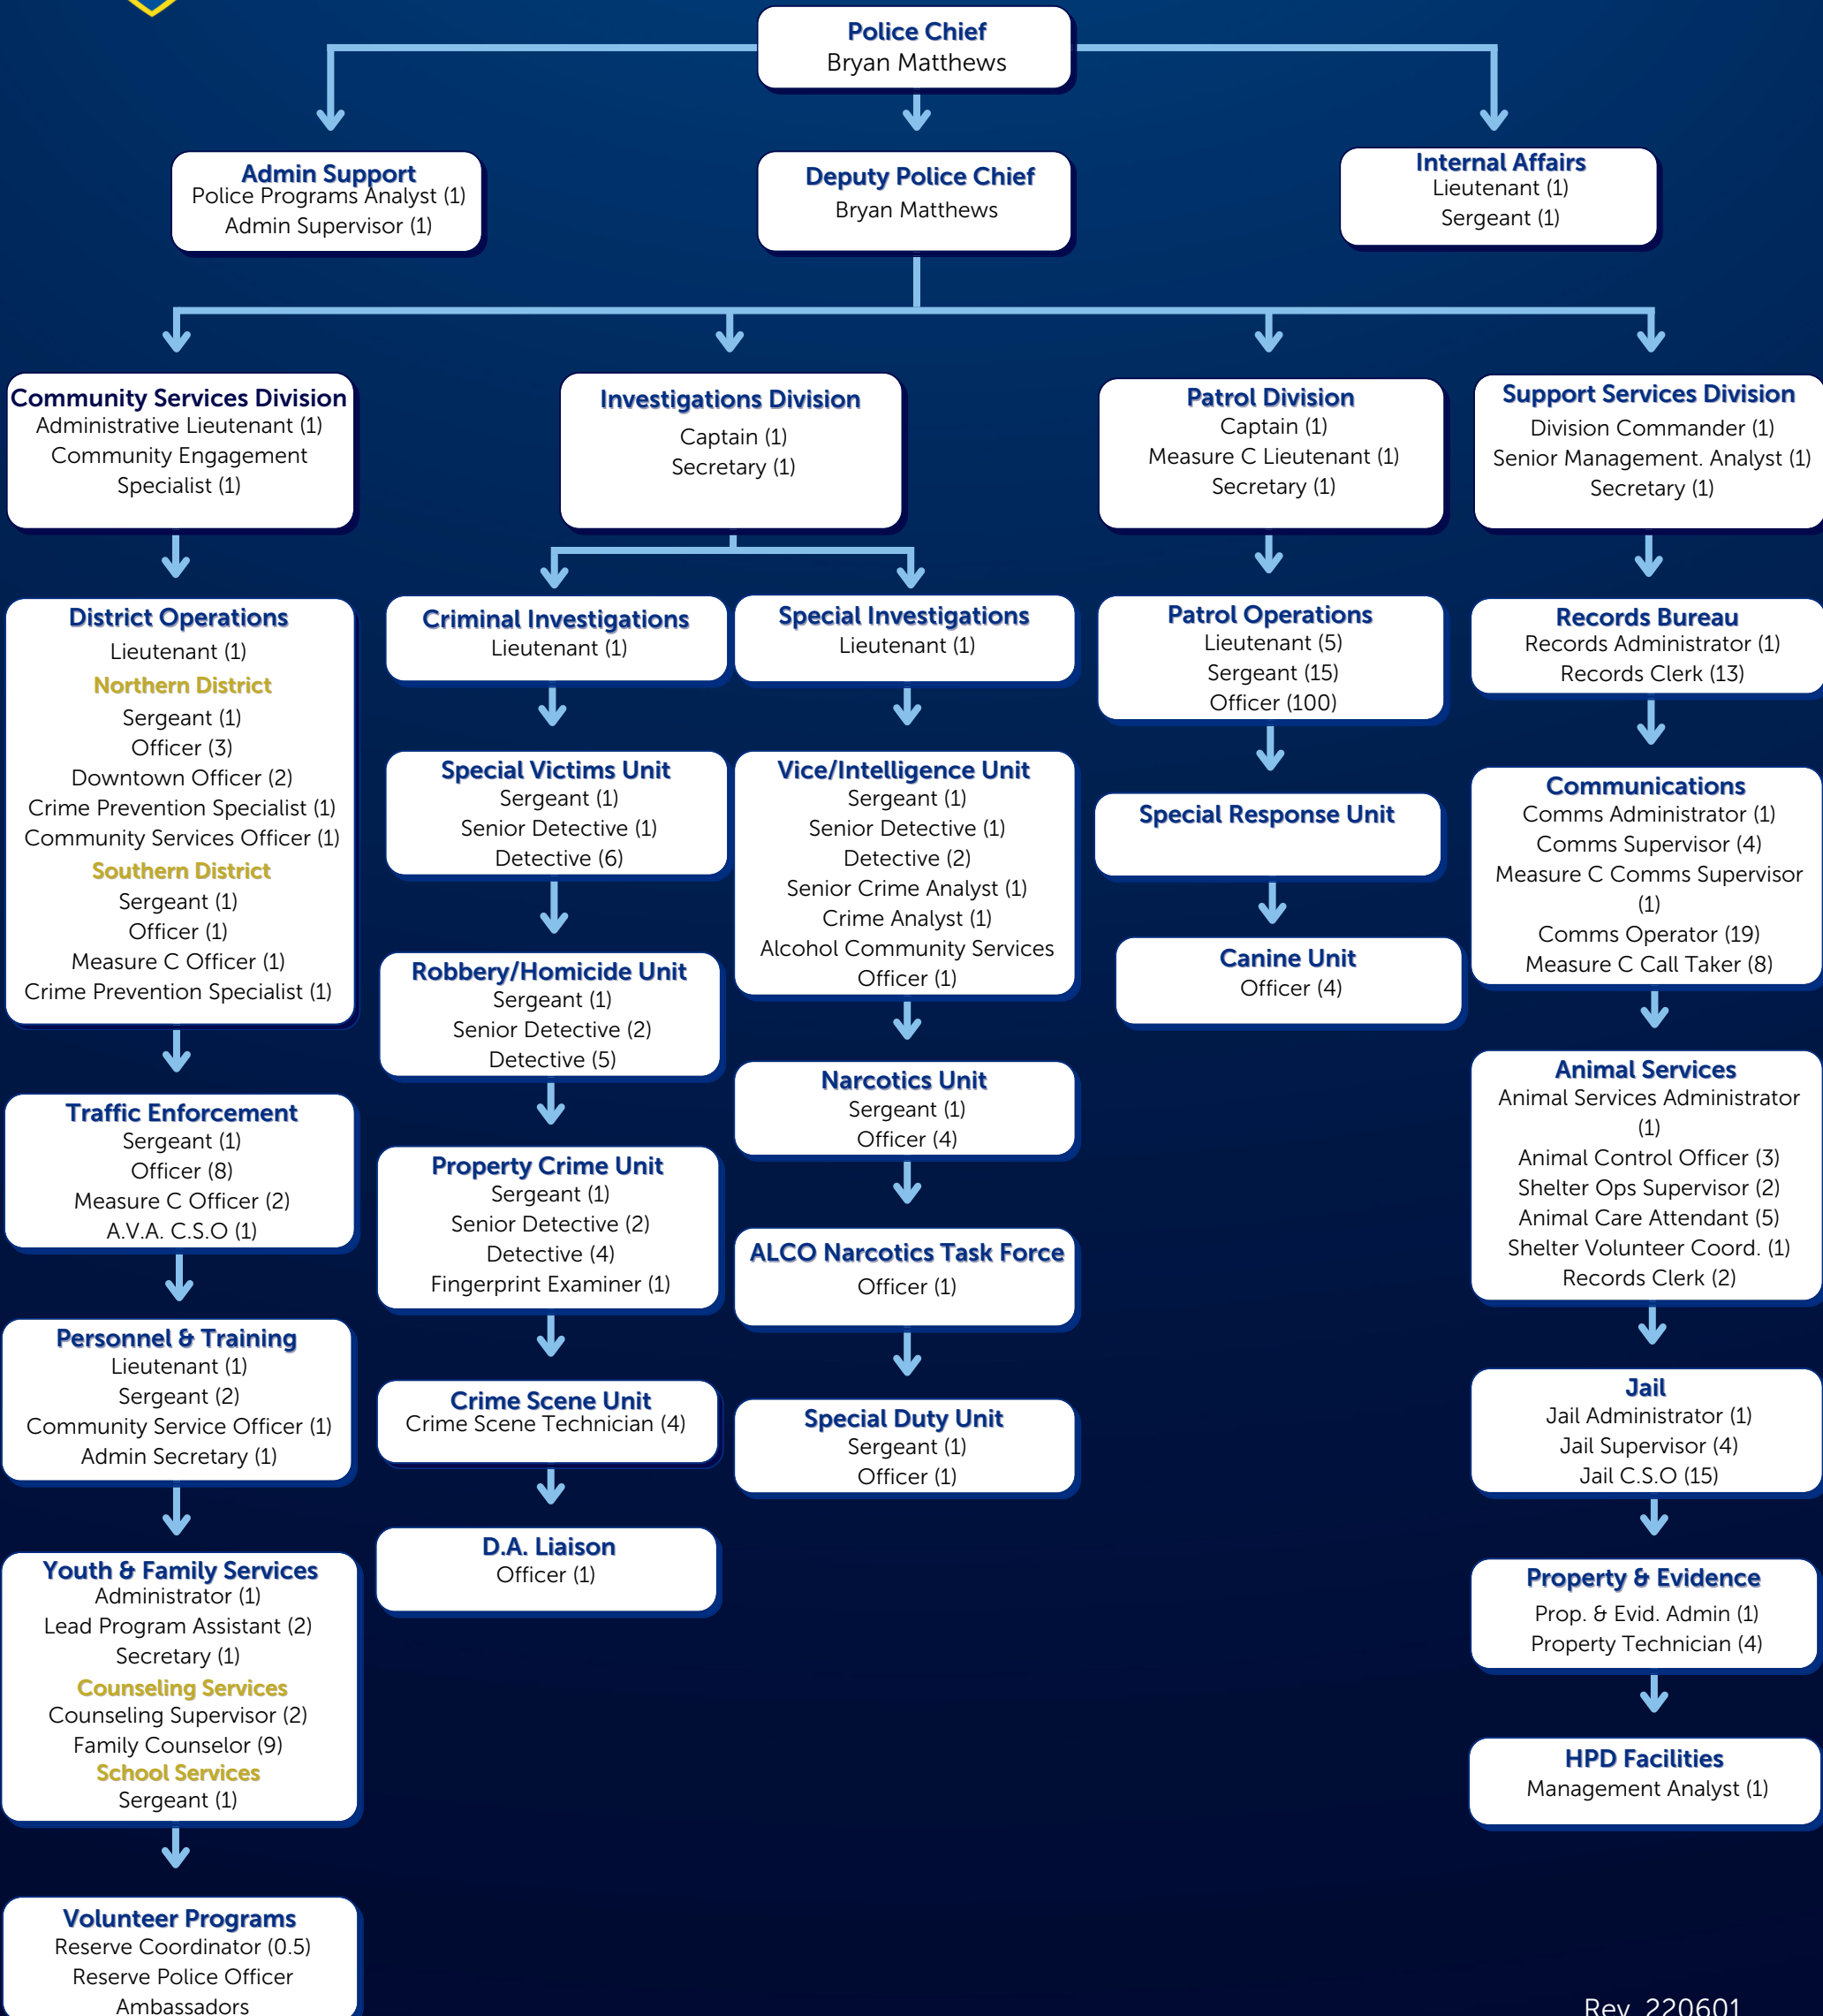 Police Chief
Bryan Matthews
Admin Support
Police Programs Analyst (1)
Admin Supervisor (1)
Deputy Police Chief
Bryan Matthews
Internal Affairs
Lieutenant (1)
Sergeant (1)
Community Services Division
Administrative Lieutenant (1)
Community Engagement
Specialist (1)
Investigations Division
Captain (1)
Secretary (1)
Patrol Division
Captain (1)
Measure C Lieutenant (1)
Secretary (1)
Support Services Division
Division Commander (1)
Senior Management. Analyst (1)
Secretary (1)
District Operations
Lieutenant (1)
Northern District
Sergeant (1)
Officer (3)
Downtown Officer (2)
Crime Prevention Specialist (1)
Community Services Officer (1)
Southern District
Sergeant (1)
Officer (1)
Measure C Officer (1)
Crime Prevention Specialist (1)
Traffic Enforcement
Sergeant (1)
Officer (8)
Measure C Officer (2)
A.V.A. C.S.O (1)
Personnel & Training
Lieutenant (1)
Sergeant (2)
Community Service Officer (1)
Admin Secretary (1)
Youth & Family Services
Administrator (1)
Lead Program Assistant (2)
Secretary (1)
Counseling Services
Counseling Supervisor (2)
Family Counselor (9)
School Services
Sergeant (1)
Volunteer Programs
Reserve Coordinator (0.5)
Reserve Police Officer
Ambassadors
Criminal Investigations
Lieutenant (1)
Special Victims Unit
Sergeant (1)
Senior Detective (1)
Detective (6)
Robbery/Homicide Unit
Sergeant (1)
Senior Detective (2)
Detective (5)
Property Crime Unit
Sergeant (1)
Senior Detective (2)
Detective (4)
Fingerprint Examiner (1)
Crime Scene Unit
Crime Scene Technician (4)
D.A. Liaison
Officer (1)
Special Investigations
Lieutenant (1)
Vice/Intelligence Unit
Sergeant (1)
Senior Detective (1)
Detective (2)
Senior Crime Analyst (1)
Crime Analyst (1)
Alcohol Community Services
Officer (1)
Narcotics Unit
Sergeant (1)
Officer (4)
ALCO Narcotics Task Force
Officer (1)
Special Duty Unit
Sergeant (1)
Officer (1)
Patrol Operations
Lieutenant (5)
Sergeant (15)
Officer (100)
Special Response Unit
Canine Unit
Officer (4)
Records Bureau
Records Administrator (1)
Records Clerk (13)
Communications
Comms Administrator (1)
Comms Supervisor (4)
Measure C Comms Supervisor
(1)
Comms Operator (19)
Measure C Call Taker (8)
Animal Services
Animal Services Administrator
(1)
Animal Control Officer (3)
Shelter Ops Supervisor (2)
Animal Care Attendant (5)
Shelter Volunteer Coord. (1)
Records Clerk (2)
Jail
Jail Administrator (1)
Jail Supervisor (4)
Jail C.S.O (15)
Property & Evidence
Prop. & Evid. Admin (1)
Property Technician (4)
HPD Facilities
Management Analyst (1)
Rev. 220601